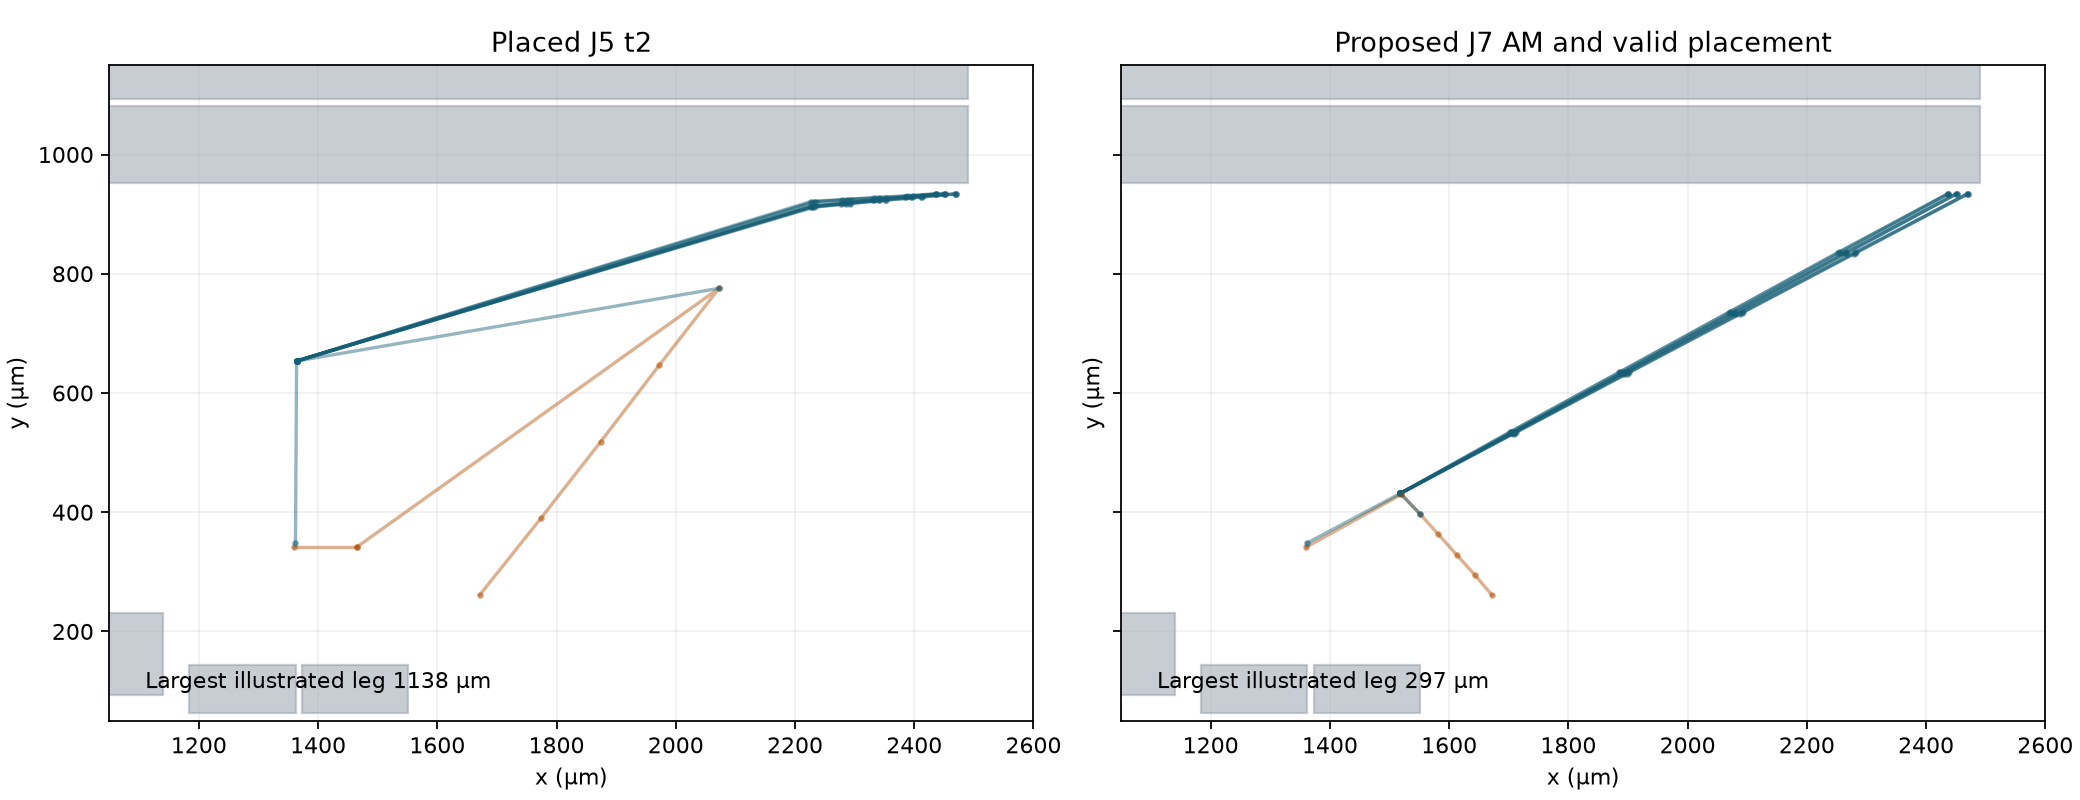 Placed J5 t2
1000
800
600
400
200
y (µm)
Largest illustrated leg 1138 µm
1200 1400 1600 1800 2000 2200 2400 2600
x (µm)
Proposed J7 AM and valid placement
y (µm)
Largest illustrated leg 297 µm
1200 1400 1600 1800 2000 2200 2400 2600
x (µm)